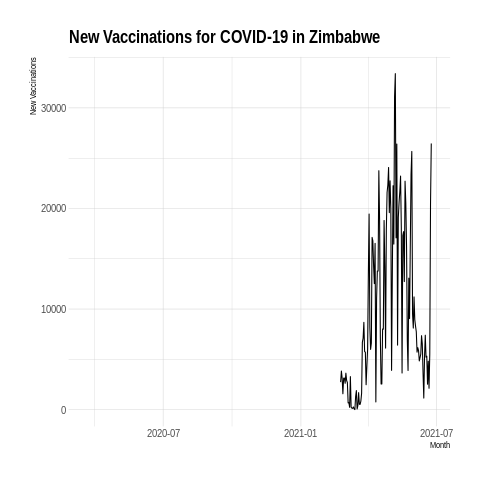 New Vaccinations for COVID-19 in Zimbabwe
New Vaccinations
30000
20000
10000
0
2020-07
2021-01
2021-07
Month